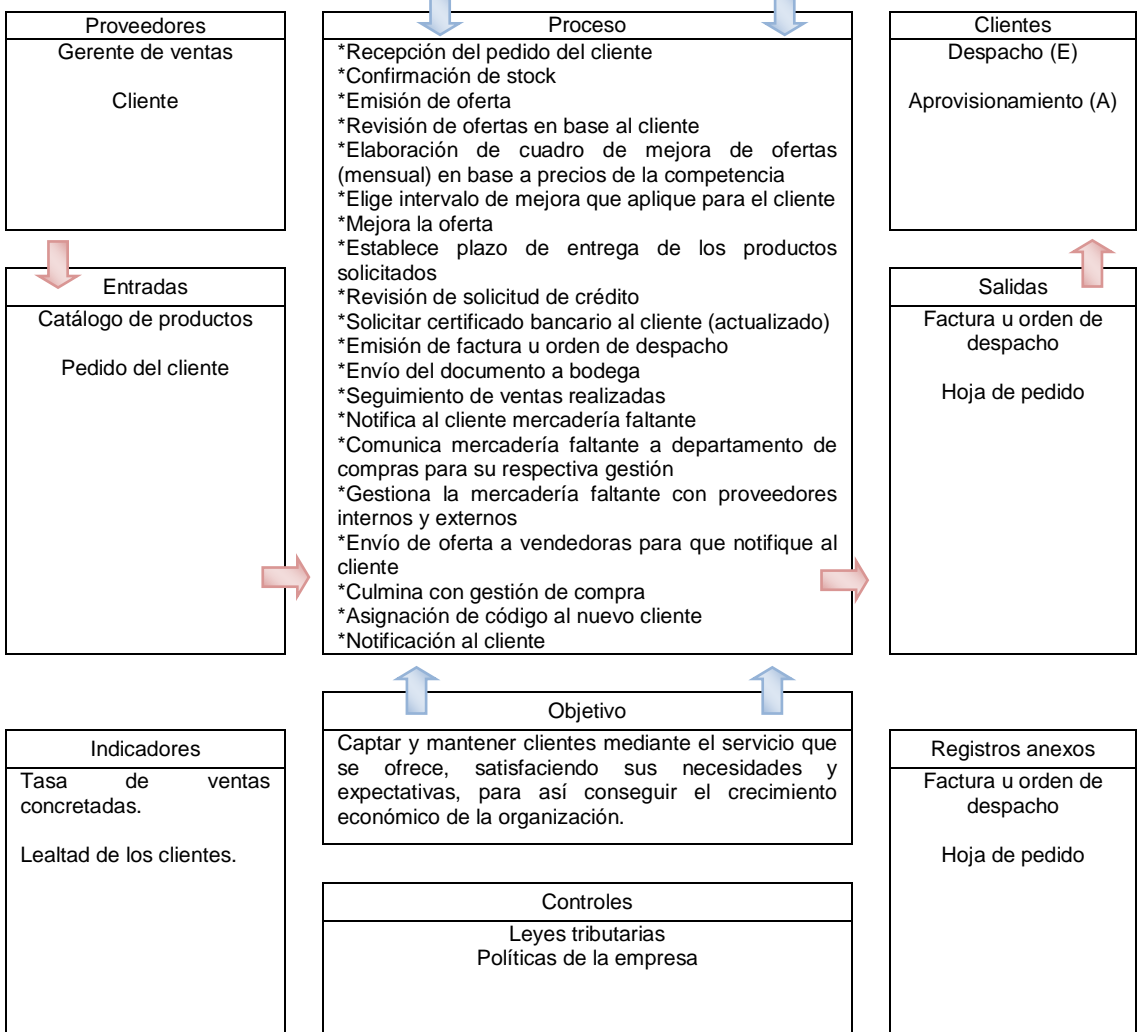 Proveedores
Gerente de ventas
Cliente
Entradas
Catálogo de productos
Pedido del cliente
Proceso
*Recepción del pedido del cliente
*Confirmación de stock
*Emisión de oferta
*Revisión de ofertas en base al cliente
*Elaboración de cuadro de mejora de ofertas
(mensual) en base a precios de la competencia
*Elige intervalo de mejora que aplique para el cliente
*Mejora la oferta
*Establece plazo de entrega de los productos
solicitados
*Revisión de solicitud de crédito
*Solicitar certificado bancario al cliente (actualizado)
*Emisión de factura u orden de despacho
*Envío del documento a bodega
*Seguimiento de ventas realizadas
*Notifica al cliente mercadería faltante
*Comunica mercadería faltante a departamento de
compras para su respectiva gestión
*Gestiona la mercadería faltante con proveedores
internos y externos
*Envío de oferta a vendedoras para que notifique al
cliente
*Culmina con gestión de compra
*Asignación de código al nuevo cliente
*Notificación al cliente
Clientes
Despacho (E)
Aprovisionamiento (A)
Salidas
Factura u orden de
despacho
Hoja de pedido
Indicadores
Tasa de ventas
concretadas.
Lealtad de los clientes.
Objetivo
Captar y mantener clientes mediante el servicio que
se ofrece, satisfaciendo sus necesidades y
expectativas, para así conseguir el crecimiento
económico de la organización.
Controles
Leyes tributarias
Políticas de la empresa
Registros anexos
Factura u orden de
despacho
Hoja de pedido